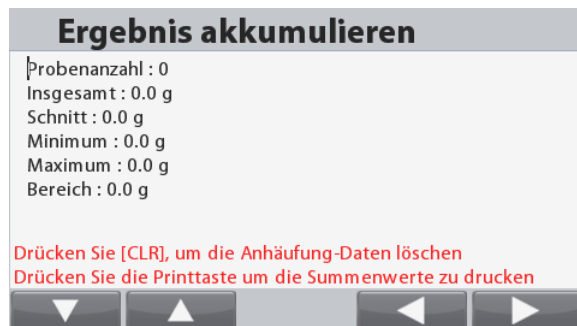 Ergebnis akkumulieren
Probenanzahl : 0
Insgesamt : 0.0 g
Schnitt : 0.0 g
Minimum : 0.0 g
Maximum : 0.0 g
Bereich : 0.0 g
Drücken Sie [CLR], um die Anhäufung-Daten löschen
Drücken Sie die Printtaste um die Summenwerte zu drucken